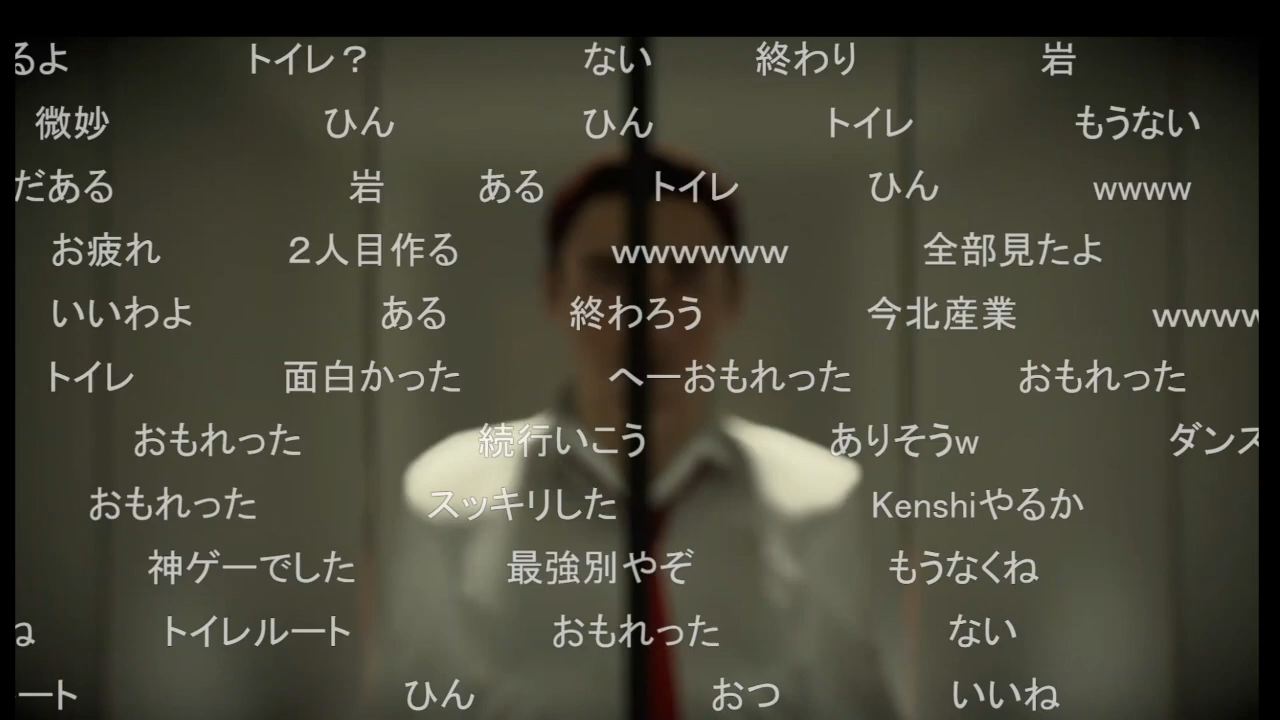 るよ トイレ？ ない 終わり 岩
微妙 ひん ひん トイレ もうない
だある 岩 ある トイレ ひん wwww
お疲れ ２人目作る wwwwww 全部見たよ
いいわよ ある 終わろう 今北産業 wwww
トイレ 面白かった へーおもれった おもれった
おもれった 続行いこう ありそうw ダンス
おもれった スッキリした Kenshiやるか
神ゲーでした 最強別やぞ もうなくね
ね トイレルート おもれった ない
ート ひん おつ いいね